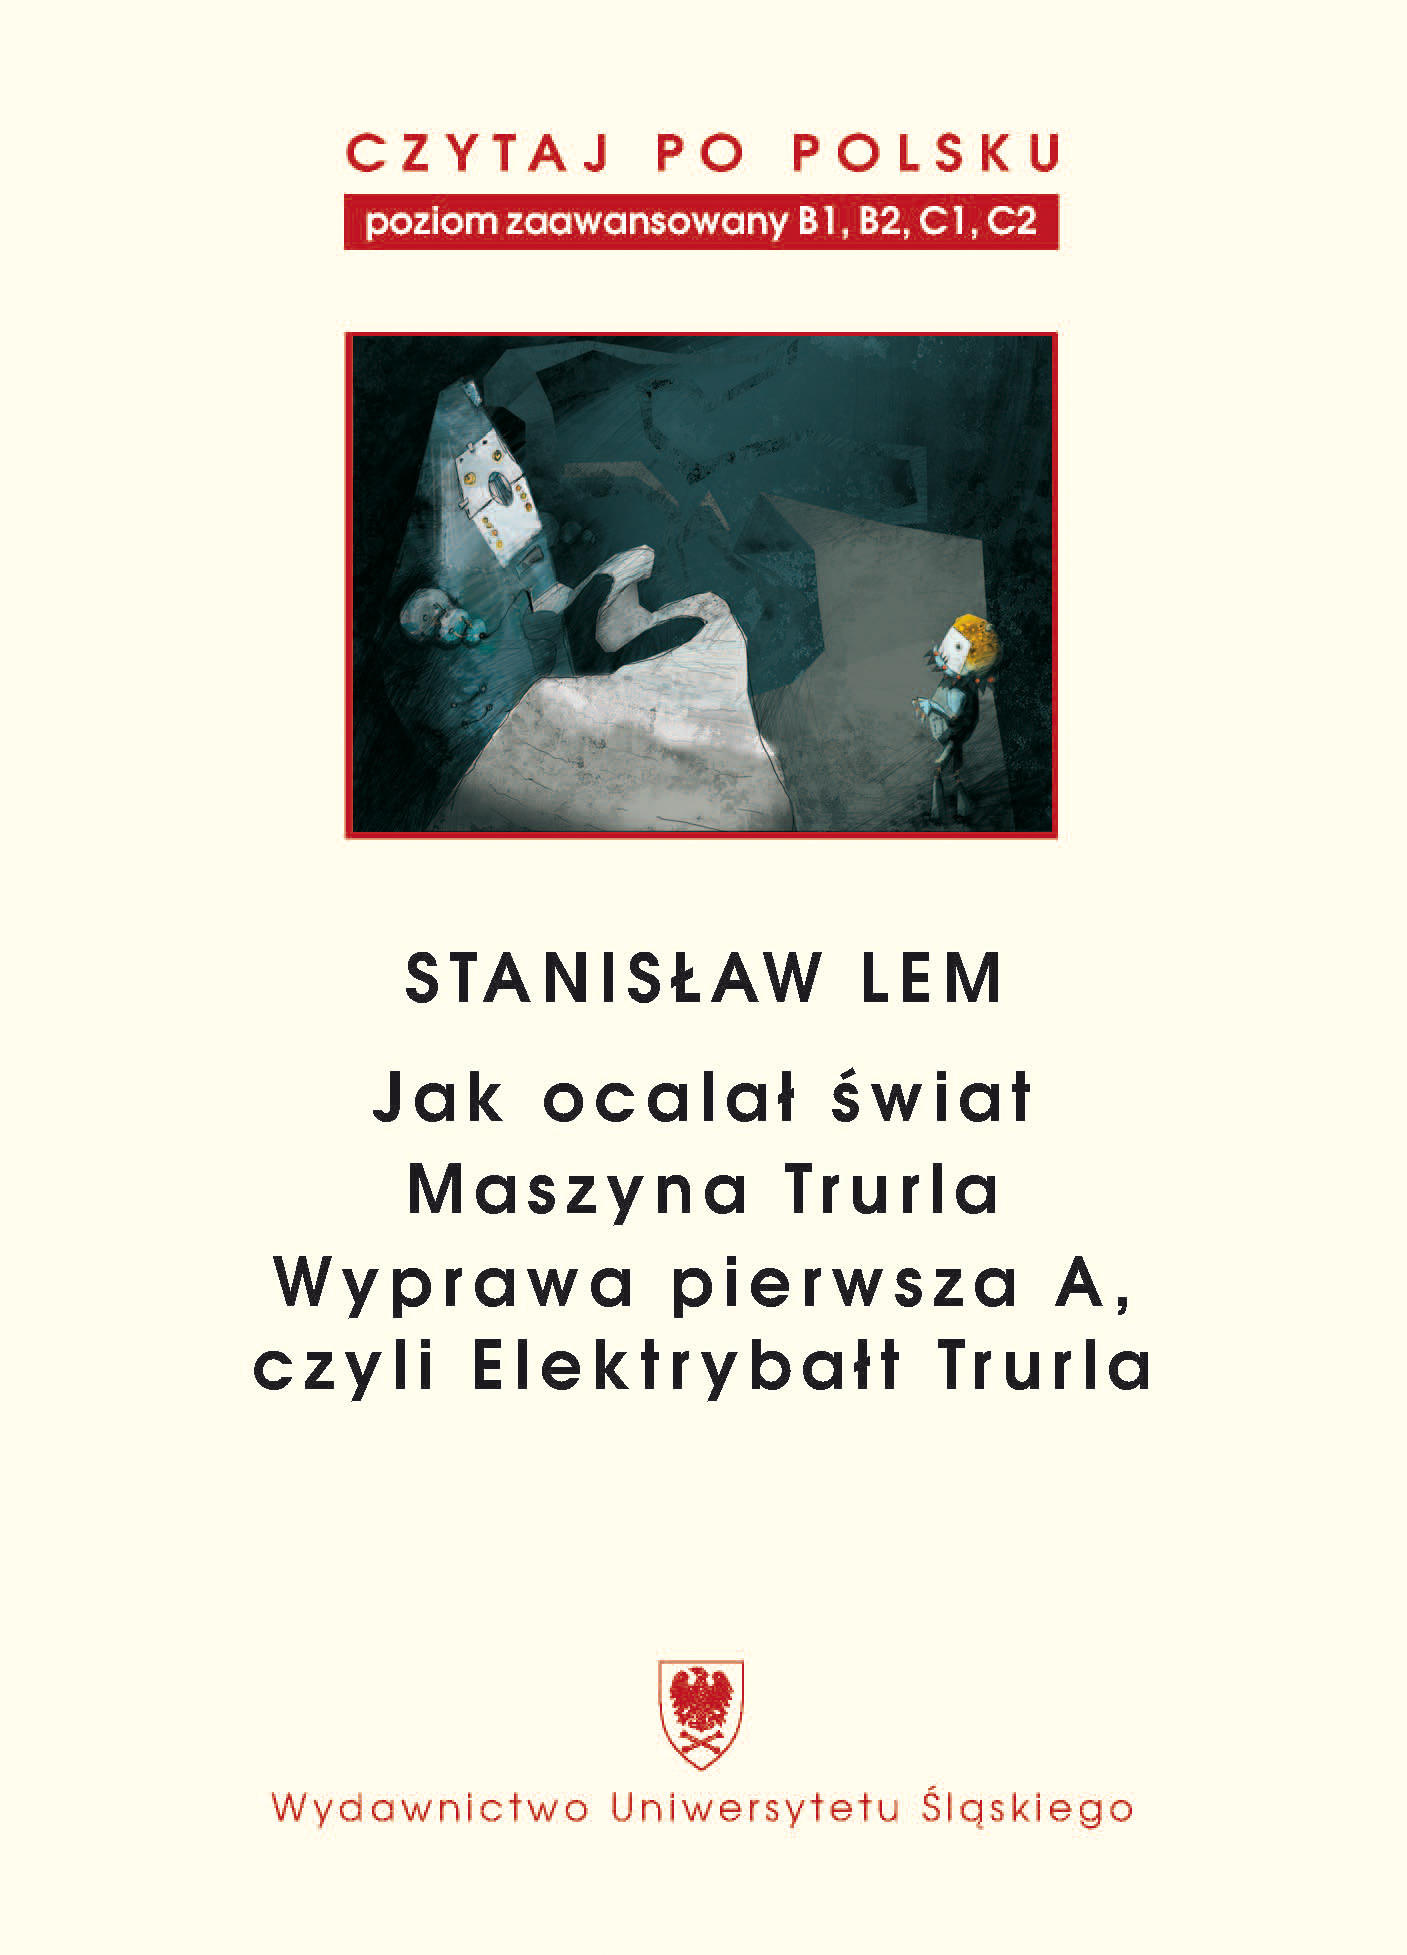 CZYTAJ PO POLSKU
poziom zaawansowany B1, B2, C1, C2
STANISŁAW LEM
Jak ocalał świat
Maszyna Trurla
Wyprawa pierwsza A,
czyli Elektrybałt Trurla
Wydawnictwo Uniwersytetu Śląskiego